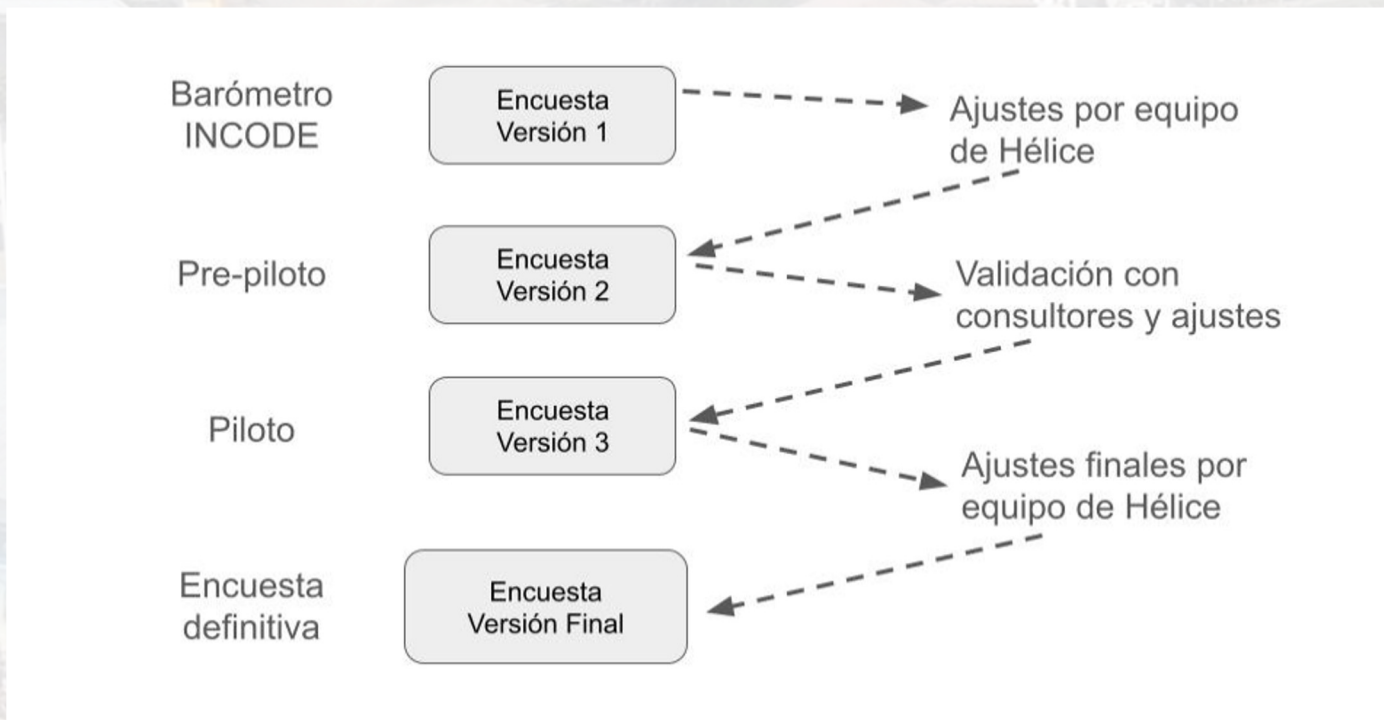 Barómetro
INCODE
Encuesta
Versión 1
Ajustes por equipo
de Hélice
Pre-piloto
Encuesta
Versión 2
Validación con
consultores y ajustes
Piloto
Encuesta
Versión 3
Ajustes finales por
equipo de Hélice
Encuesta
definitiva
Encuesta
Versión Final